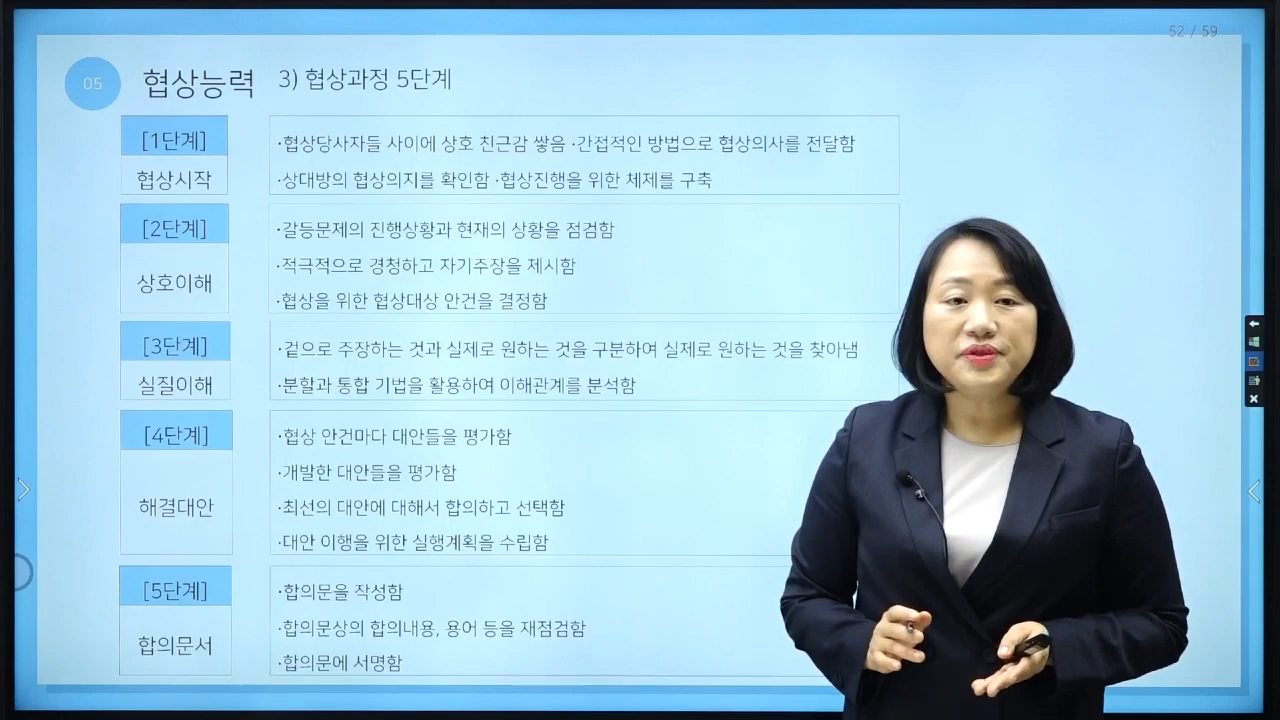 52 / 59
05 협상능력 3) 협상과정 5단계
[1단계]
협상시작
·협상당사자들 사이에 상호 친근감 쌓음 ·간접적인 방법으로 협상의사를 전달함
·상대방의 협상의지를 확인함 ·협상진행을 위한 체제를 구축
[2단계]
상호이해
·갈등문제의 진행상황과 현재의 상황을 점검함
·적극적으로 경청하고 자기주장을 제시함
·협상을 위한 협상대상 안건을 결정함
[3단계]
실질이해
·겉으로 주장하는 것과 실제로 원하는 것을 구분하여 실제로 원하는 것을 찾아냄
·분할과 통합 기법을 활용하여 이해관계를 분석함
[4단계]
해결대안
·협상 안건마다 대안들을 평가함
·개발한 대안들을 평가함
·최선의 대안에 대해서 합의하고 선택함
·대안 이행을 위한 실행계획을 수립함
[5단계]
합의문서
·합의문을 작성함
·합의문상의 합의내용, 용어 등을 재점검함
·합의문에 서명함